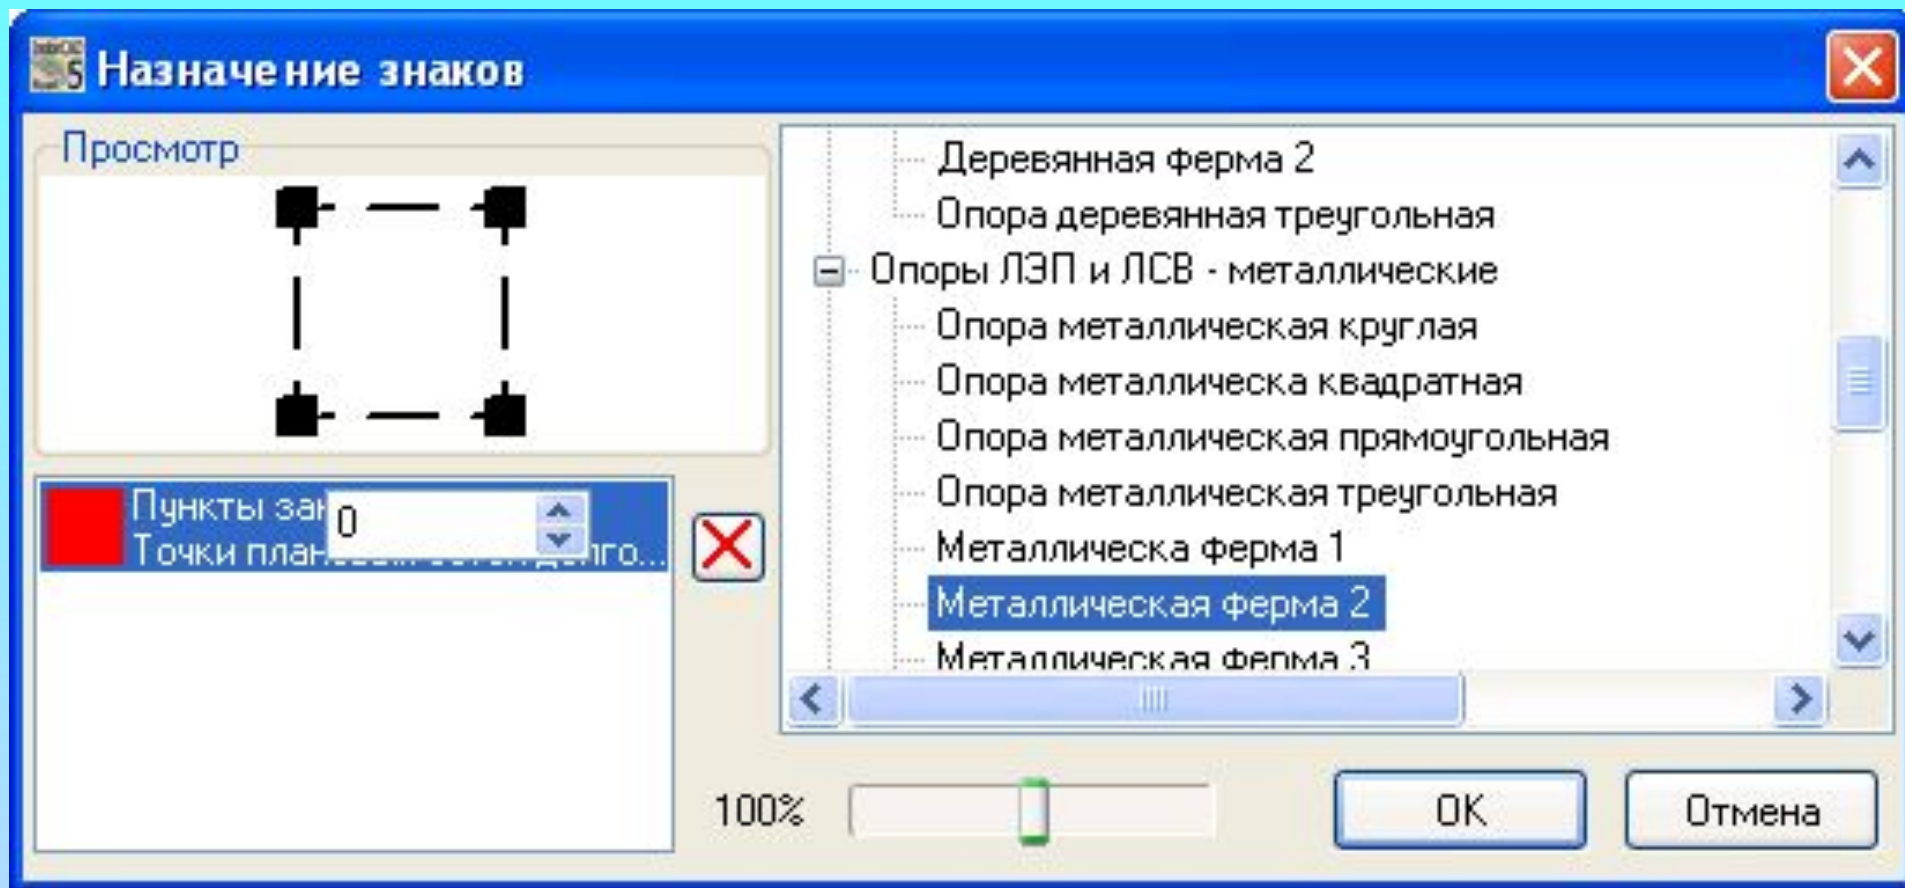 Назначение знаков
Просмотр
Деревянная ферма 2
Опора деревянная треугольная
Опоры ЛЭП и ЛСВ - металлические
Опора металлическая круглая
Опора металлическа квадратная
Опора металлическая прямоугольная
Опора металлическая треугольная
Металлическа ферма 1
Металлическая ферма 2
Металлическая ферма 3
Пункты
0
Точки
100%
OK
Отмена